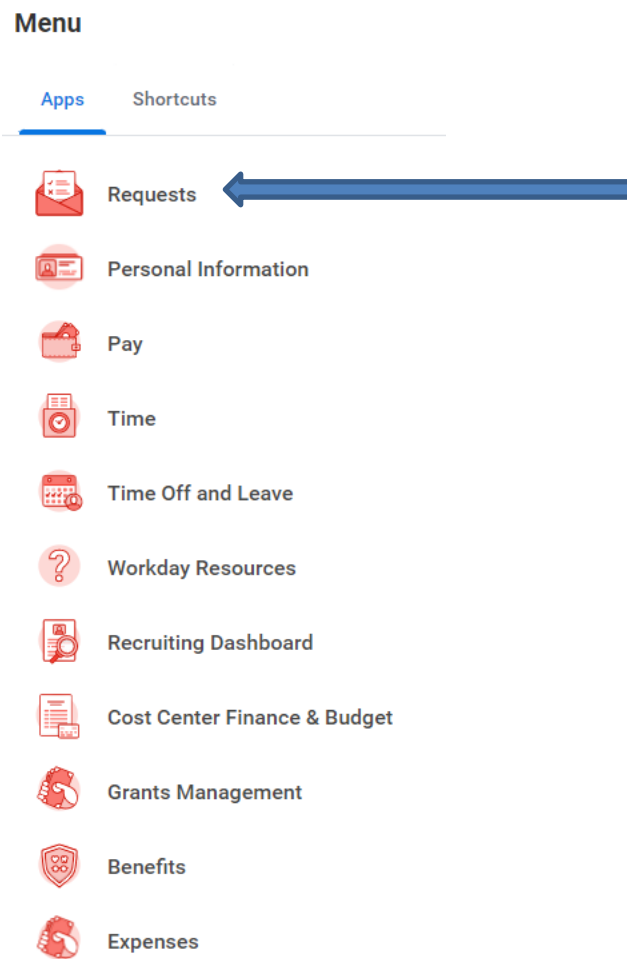 Menu
Apps Shortcuts
Requests
Personal Information
Pay
Time
Time Off and Leave
Workday Resources
Recruiting Dashboard
Cost Center Finance & Budget
Grants Management
Benefits
Expenses